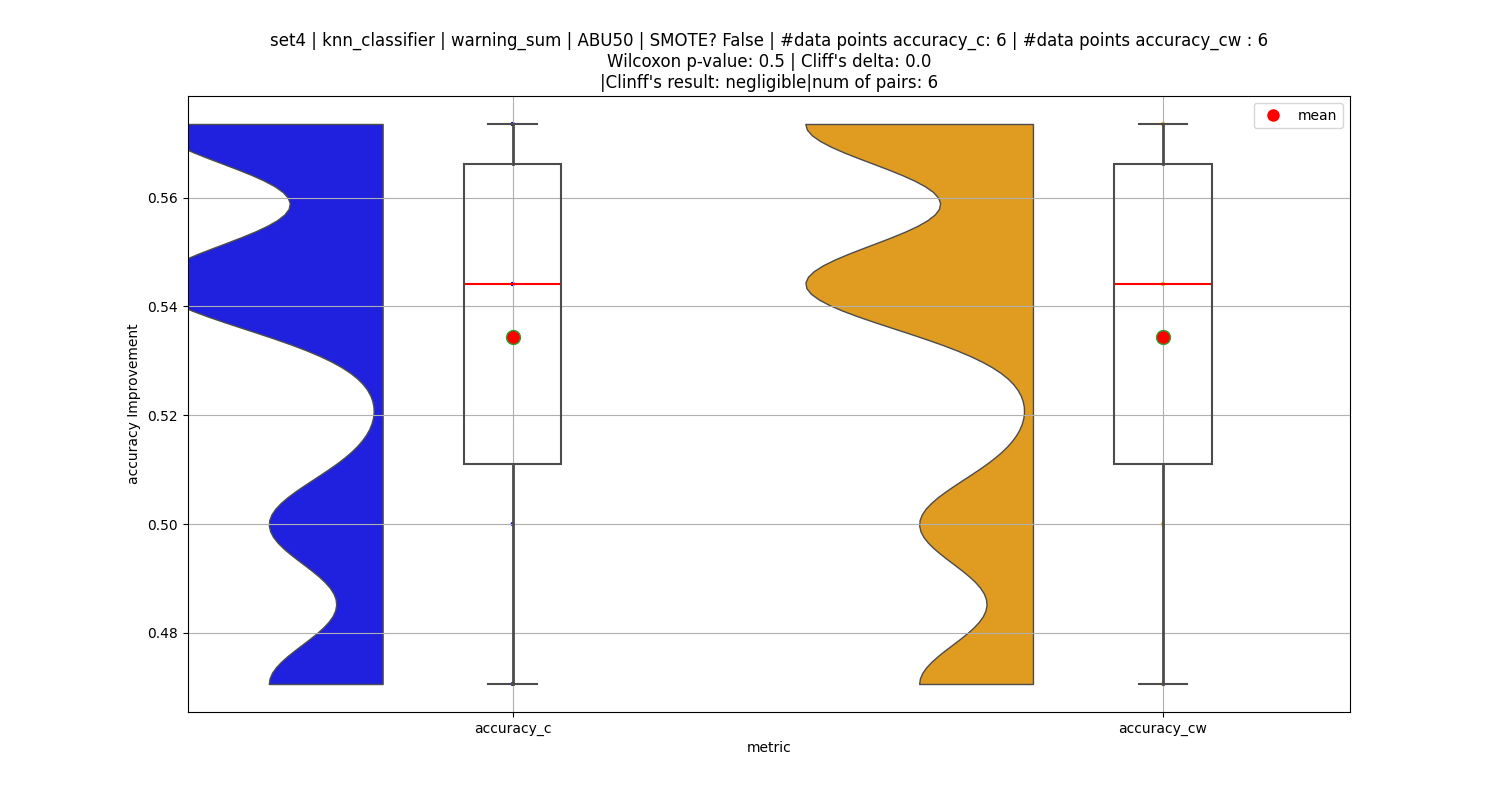 set4 | knn_classifier | warning_sum | ABU50 | SMOTE? False | #data points accuracy_c: 6 | #data points accuracy_cw : 6
Wilcoxon p-value: 0.5 | Cliff's delta: 0.0
|Clinff's result: negligible|num of pairs: 6
mean
0.56
0.54
0.52
0.50
0.48
accuracy Improvement
accuracy_c
accuracy_cw
metric